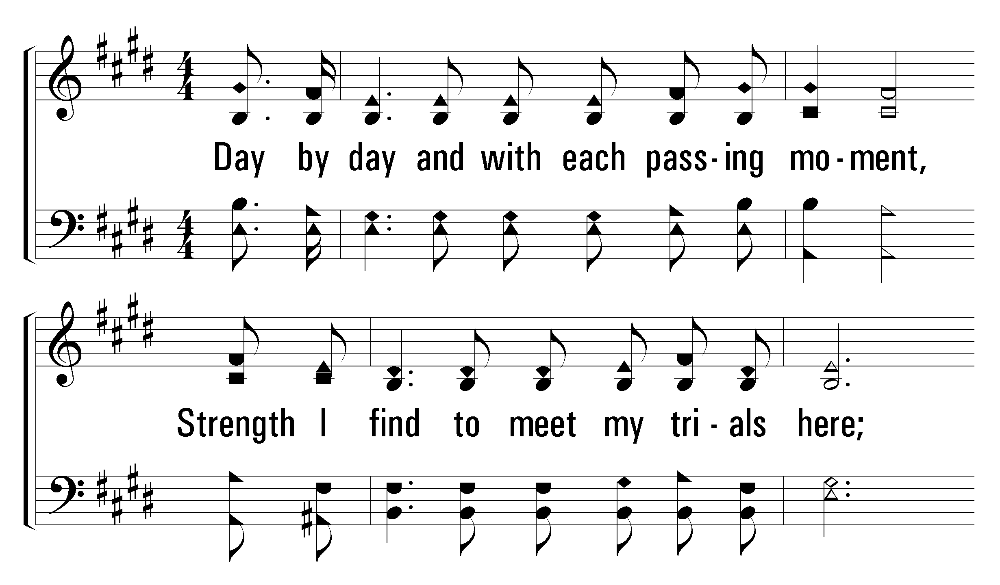 Day by day and with each pass-ing mo-ment,
Strength I find to meet my tri-als here;